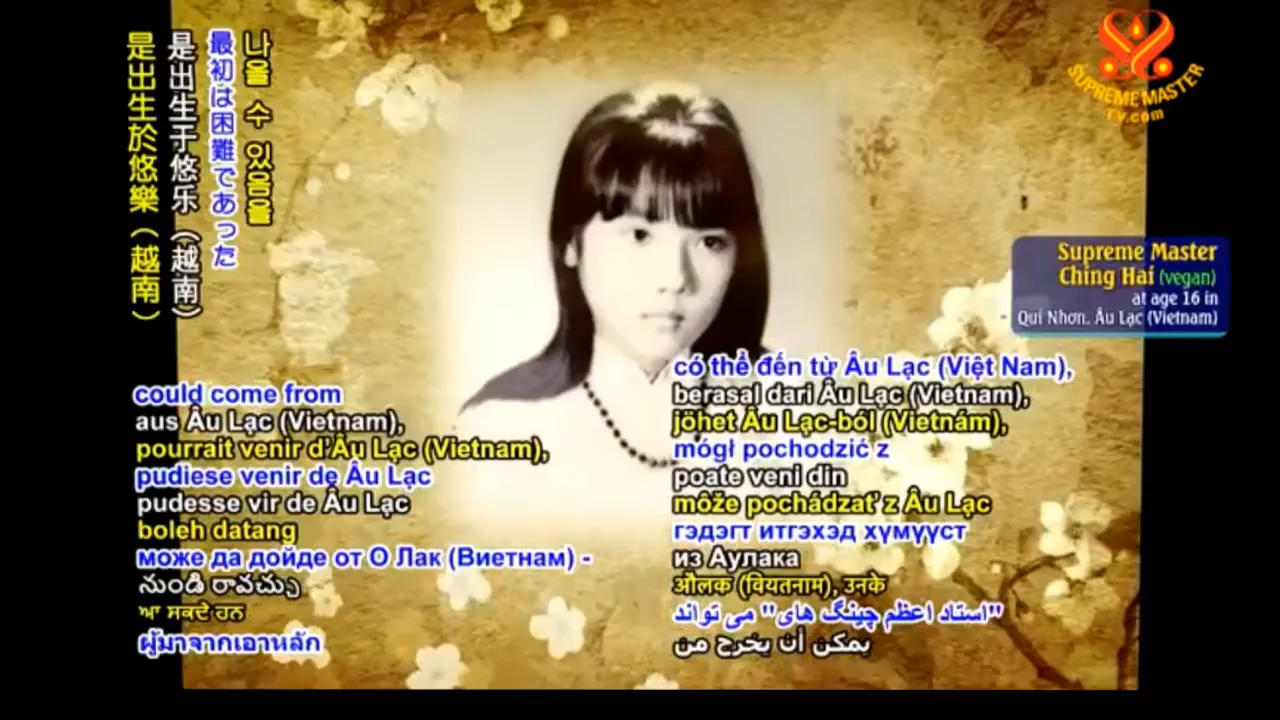 나올 수 있음을
最初は困難であった
是出生于悠乐（越南）
是出生於悠樂（越南）
SUPREME MASTER
TV.com
Supreme Master
Ching Hai (vegan)
at age 16 in
Qui Nhơn, Âu Lạc (Vietnam)
could come from
aus Âu Lạc (Vietnam),
pourrait venir d'Âu Lạc (Vietnam),
pudiese venir de Âu Lạc
pudesse vir de Âu Lạc
boleh datang
може да дойде от О Лак (Виетнам) -
నుండి రావచ్చు
ਆ ਸਕਦੇ ਹਨ
ผู้มาจากเอาหลัก
có thể đến từ Âu Lạc (Việt Nam),
berasal dari Âu Lạc (Vietnam),
jöhet Âu Lạc-ból (Vietnám),
mógł pochodzić z
poate veni din
môže pochádzať z Âu Lạc
гэдэгт итгэхэд хүмүүст
из Аулака
औलक (वियतनाम), उनके
"استاد اعظم چینگ های" می تواند
يمكن أن يخرج من